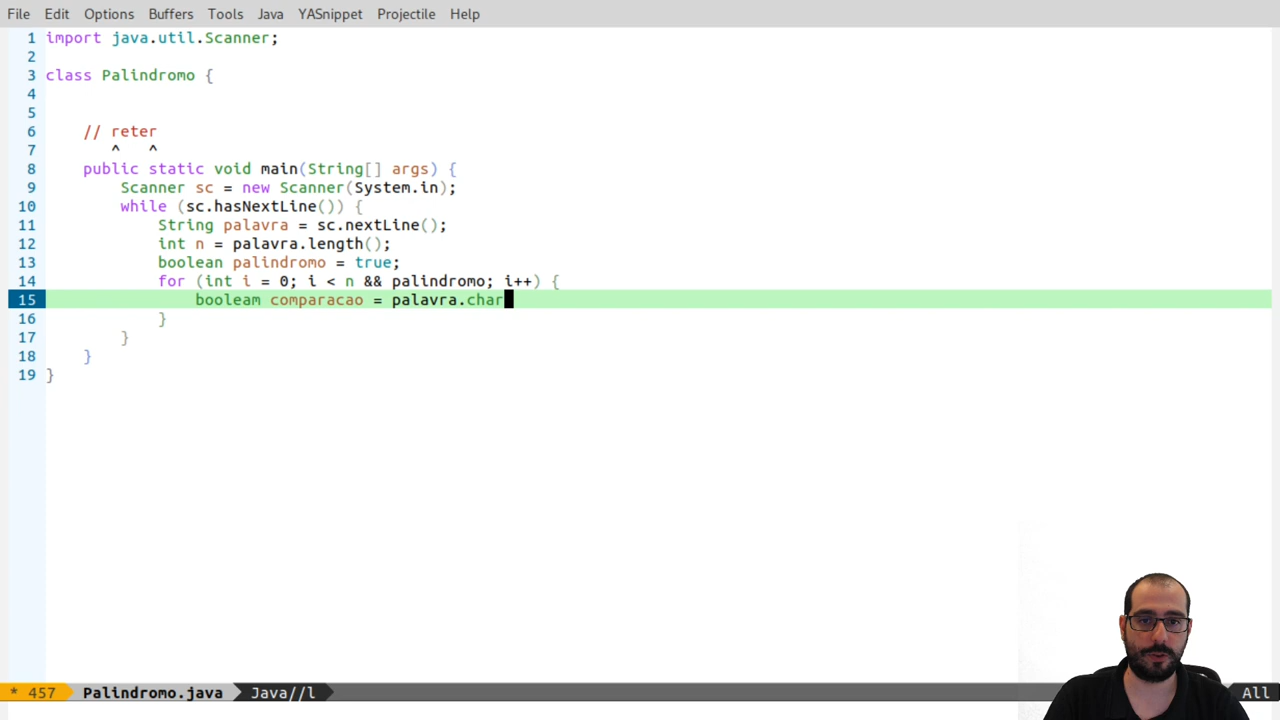 File Edit Options Buffers Tools Java YASnippet Projectile Help
1 import java.util.Scanner;
2
3 class Palindromo {
4
5
6 // reter
7 ^ ^
8 public static void main(String[] args) {
9 Scanner sc = new Scanner(System.in);
10 while (sc.hasNextLine()) {
11 String palavra = sc.nextLine();
12 int n = palavra.length();
13 boolean palindromo = true;
14 for (int i = 0; i < n && palindromo; i++) {
15 booleam comparacao = palavra.char
16 }
17 }
18 }
19 }
* 457 Palindromo.java Java//l All